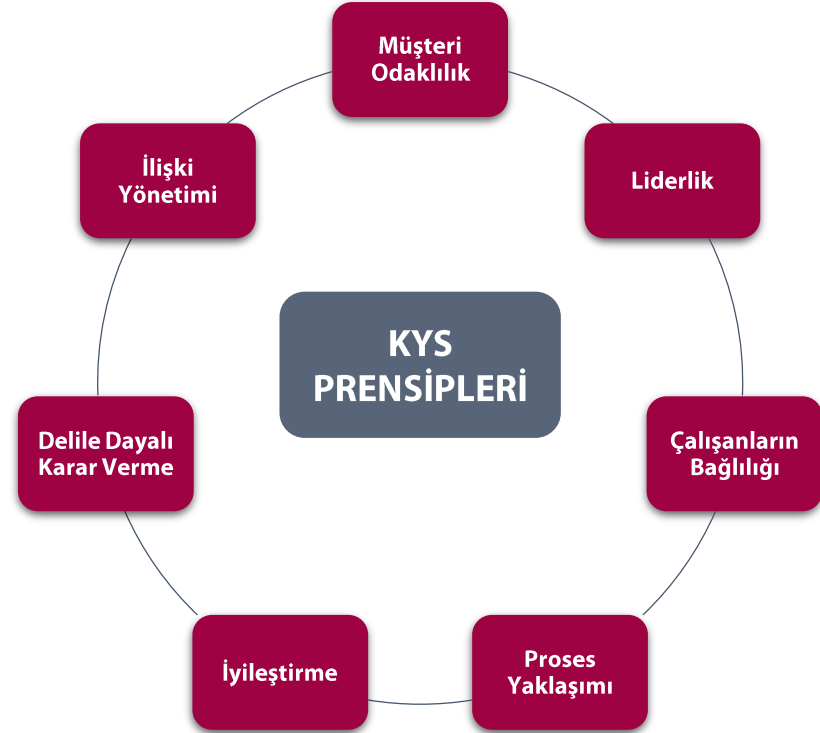 Müşteri
Odaklılık
Liderlik
Çalışanların
Bağlılığı
Proses
Yaklaşımı
İyileştirme
Delile Dayalı
Karar Verme
İlişki
Yönetimi
KYS
PRENSİPLERİ